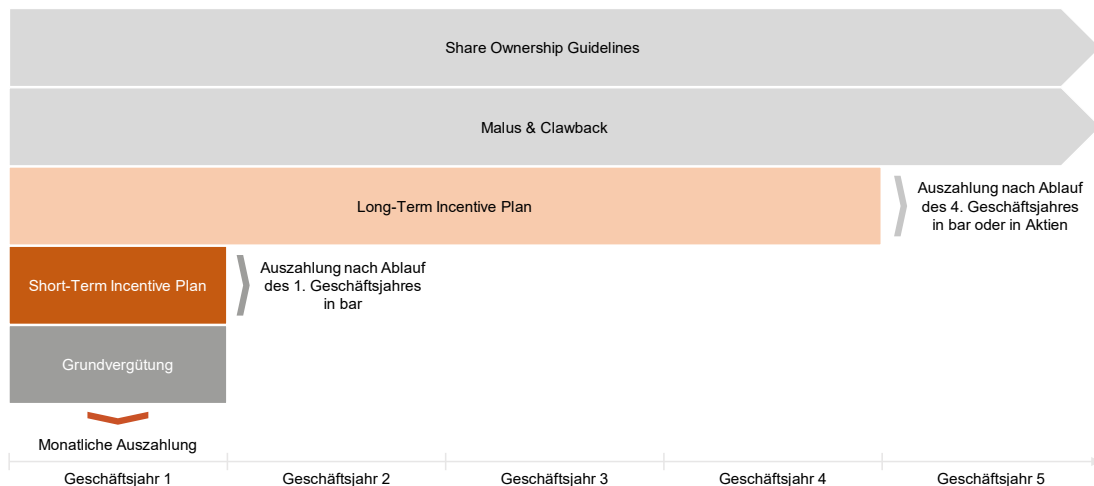 Share Ownership Guidelines
Malus & Clawback
Long-Term Incentive Plan
Auszahlung nach Ablauf
des 4. Geschäftsjahres
in bar oder in Aktien
Short-Term Incentive Plan
Auszahlung nach Ablauf
des 1. Geschäftsjahres
in bar
Grundvergütung
Monatliche Auszahlung
Geschäftsjahr 1
Geschäftsjahr 2
Geschäftsjahr 3
Geschäftsjahr 4
Geschäftsjahr 5